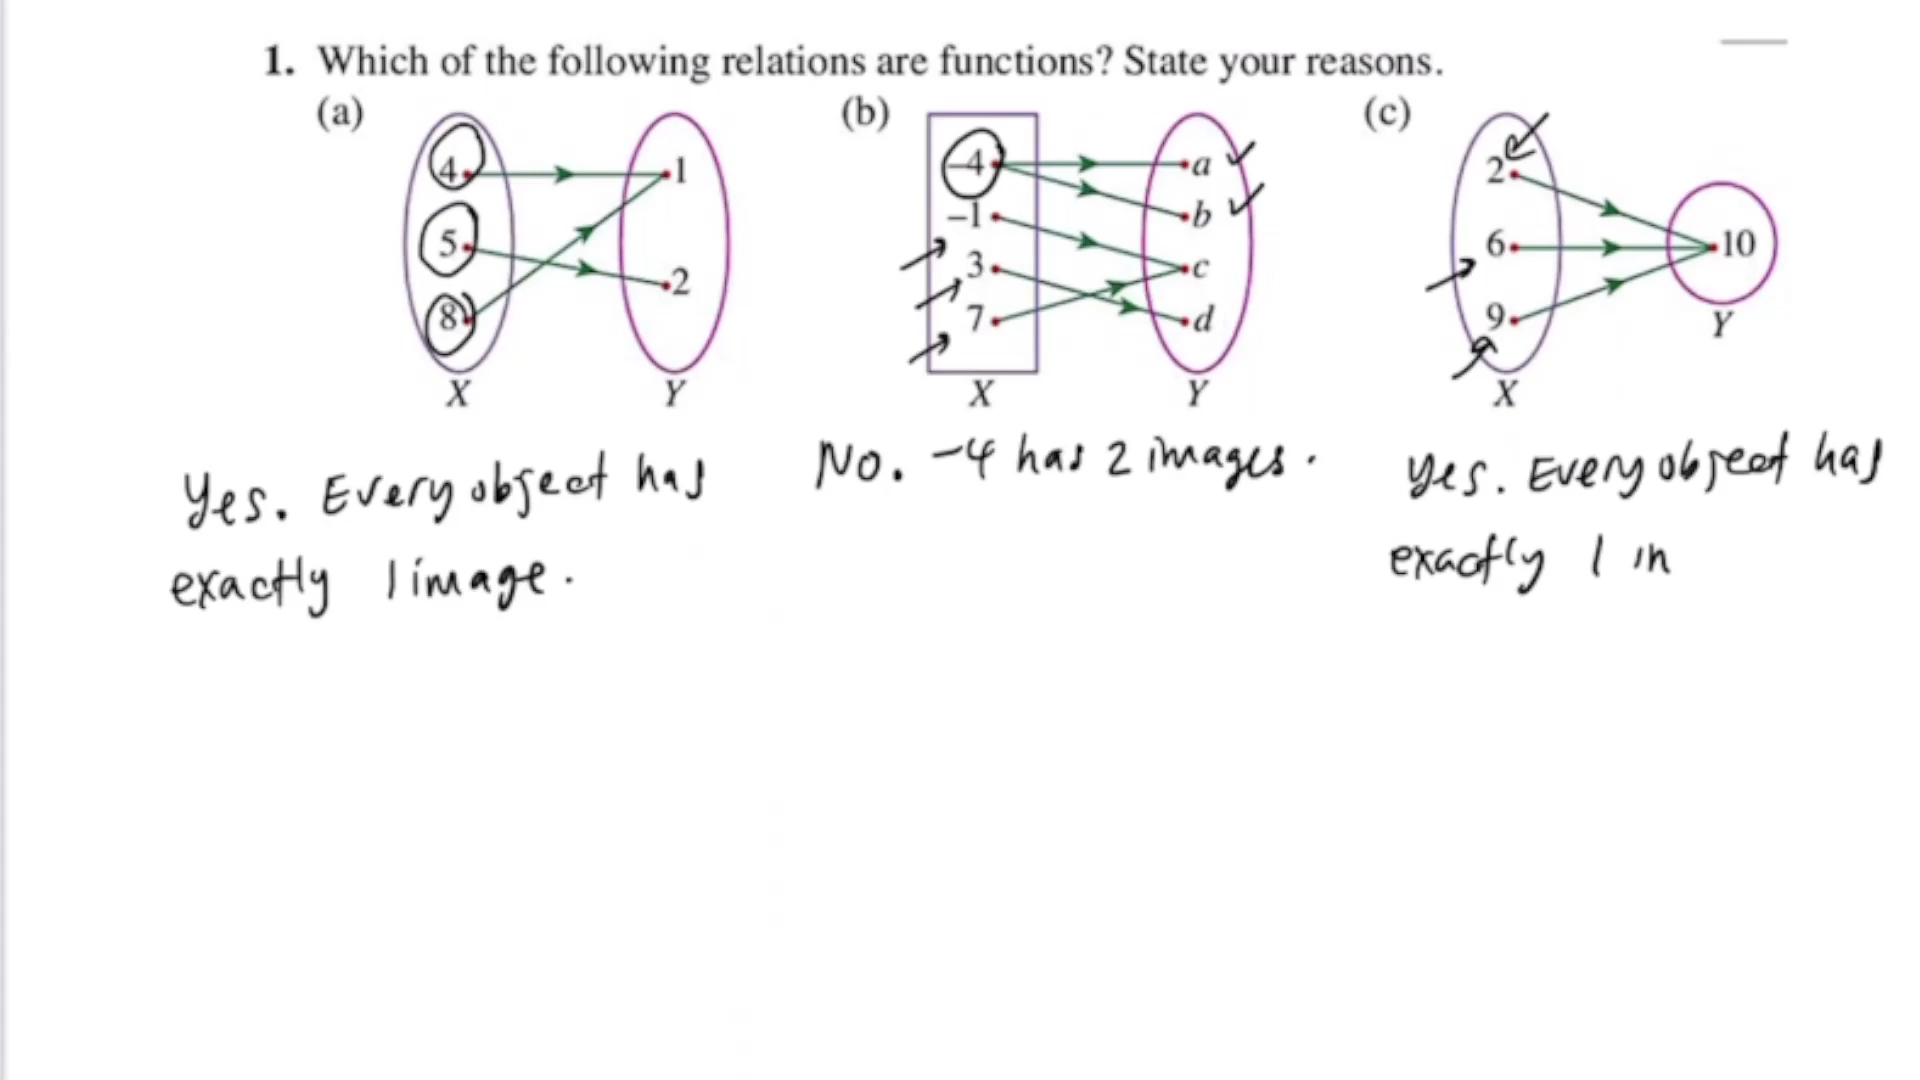 1. Which of the following relations are functions? State your reasons.
(a) (b) (c)
4 1
5 2
8
X Y
-4 a
-1 b
3 c
7 d
X Y
2
6 10
9
X Y
Yes. Every object has
exactly 1 image.
No. -4 has 2 images.
Yes. Every object has
exactly 1 im